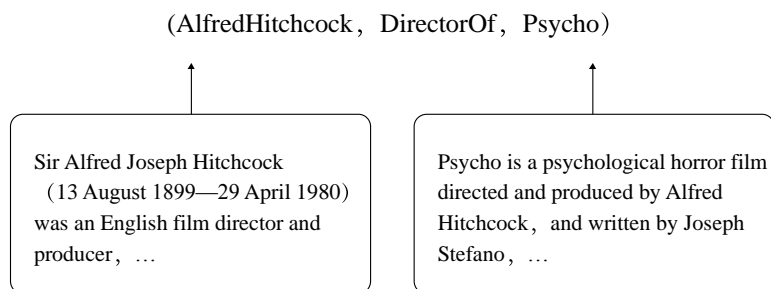 (AlfredHitchcock, DirectorOf, Psycho)
Sir Alfred Joseph Hitchcock
(13 August 1899—29 April 1980)
was an English film director and
producer, …
Psycho is a psychological horror film
directed and produced by Alfred
Hitchcock, and written by Joseph
Stefano, …